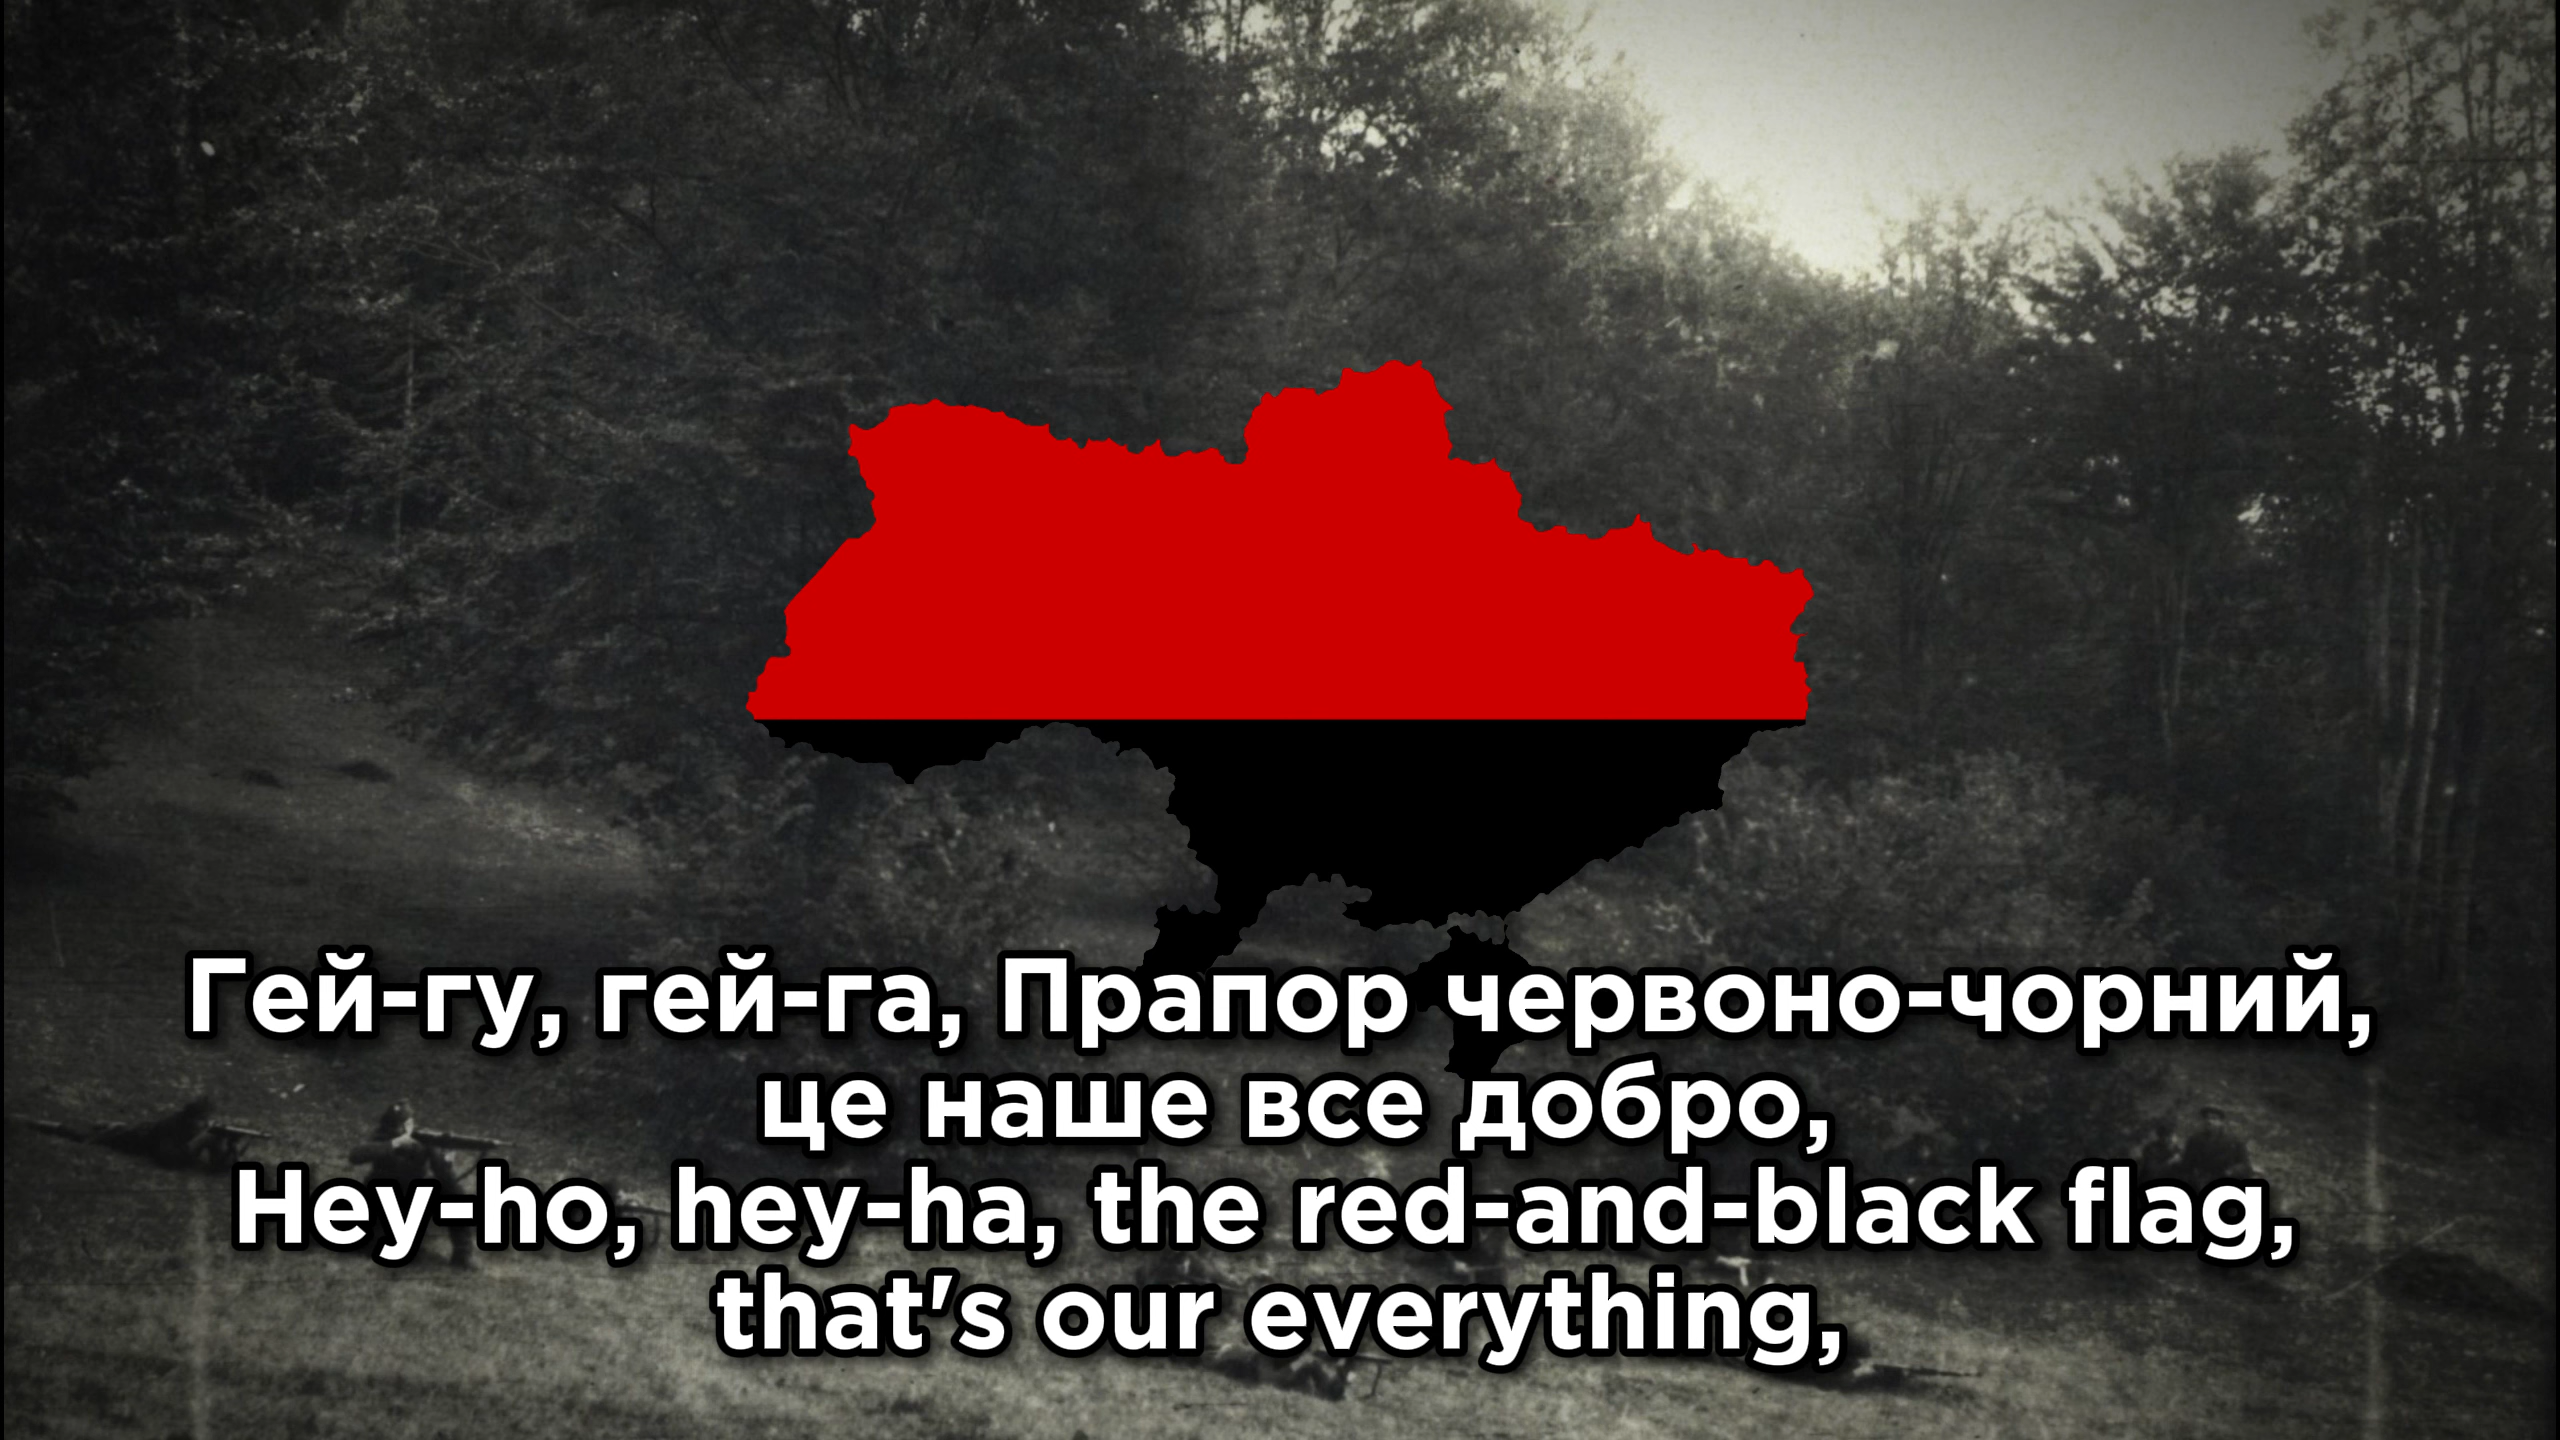 Гей-гу, гей-га, Прапор червоно-чорний,
це наше все добро,
Hey-ho, hey-ha, the red-and-black flag,
that's our everything,